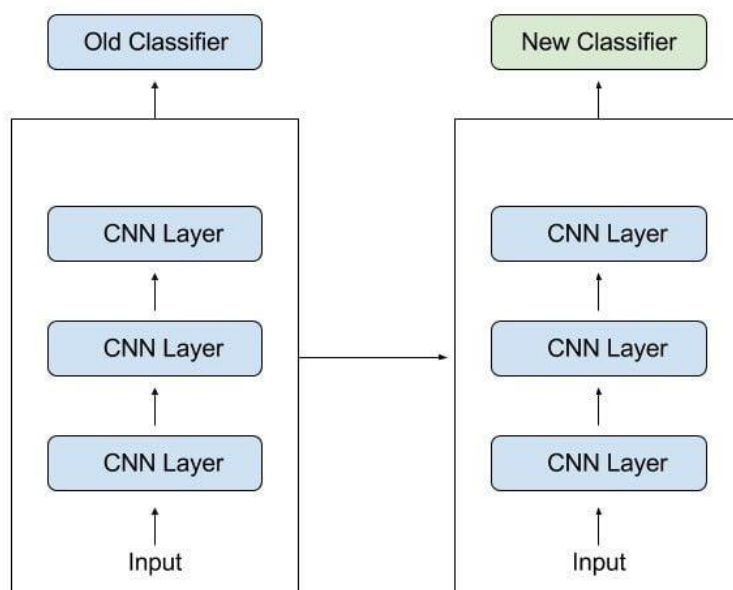 Old Classifier
CNN Layer
CNN Layer
CNN Layer
Input
New Classifier
CNN Layer
CNN Layer
CNN Layer
Input